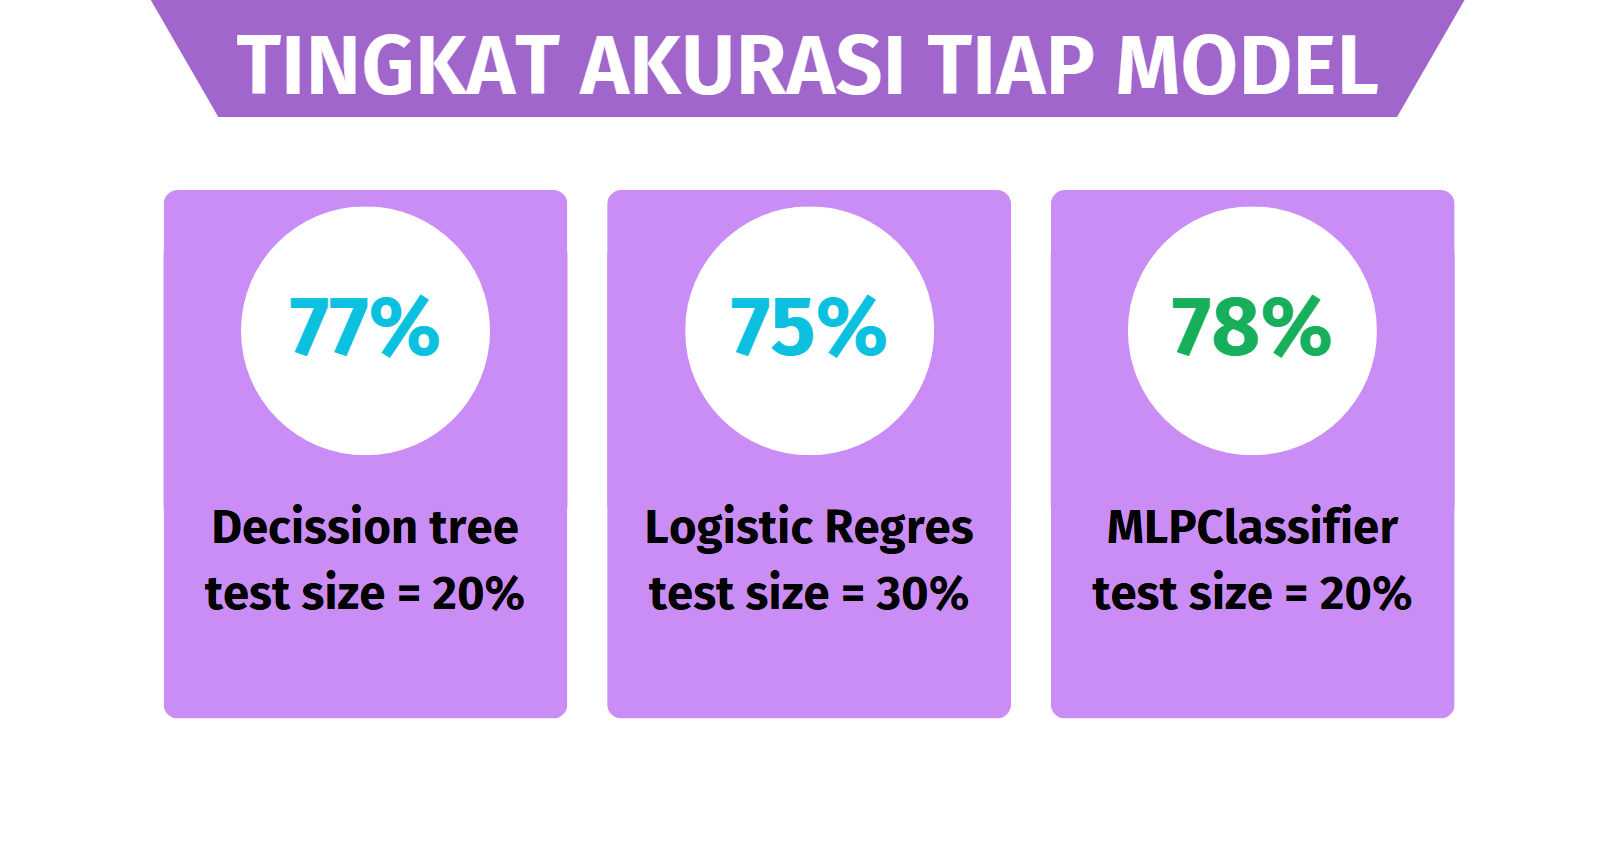 TINGKAT AKURASI TIAP MODEL
77%
Decission tree
test size = 20%
75%
Logistic Regres
test size = 30%
78%
MLPClassifier
test size = 20%